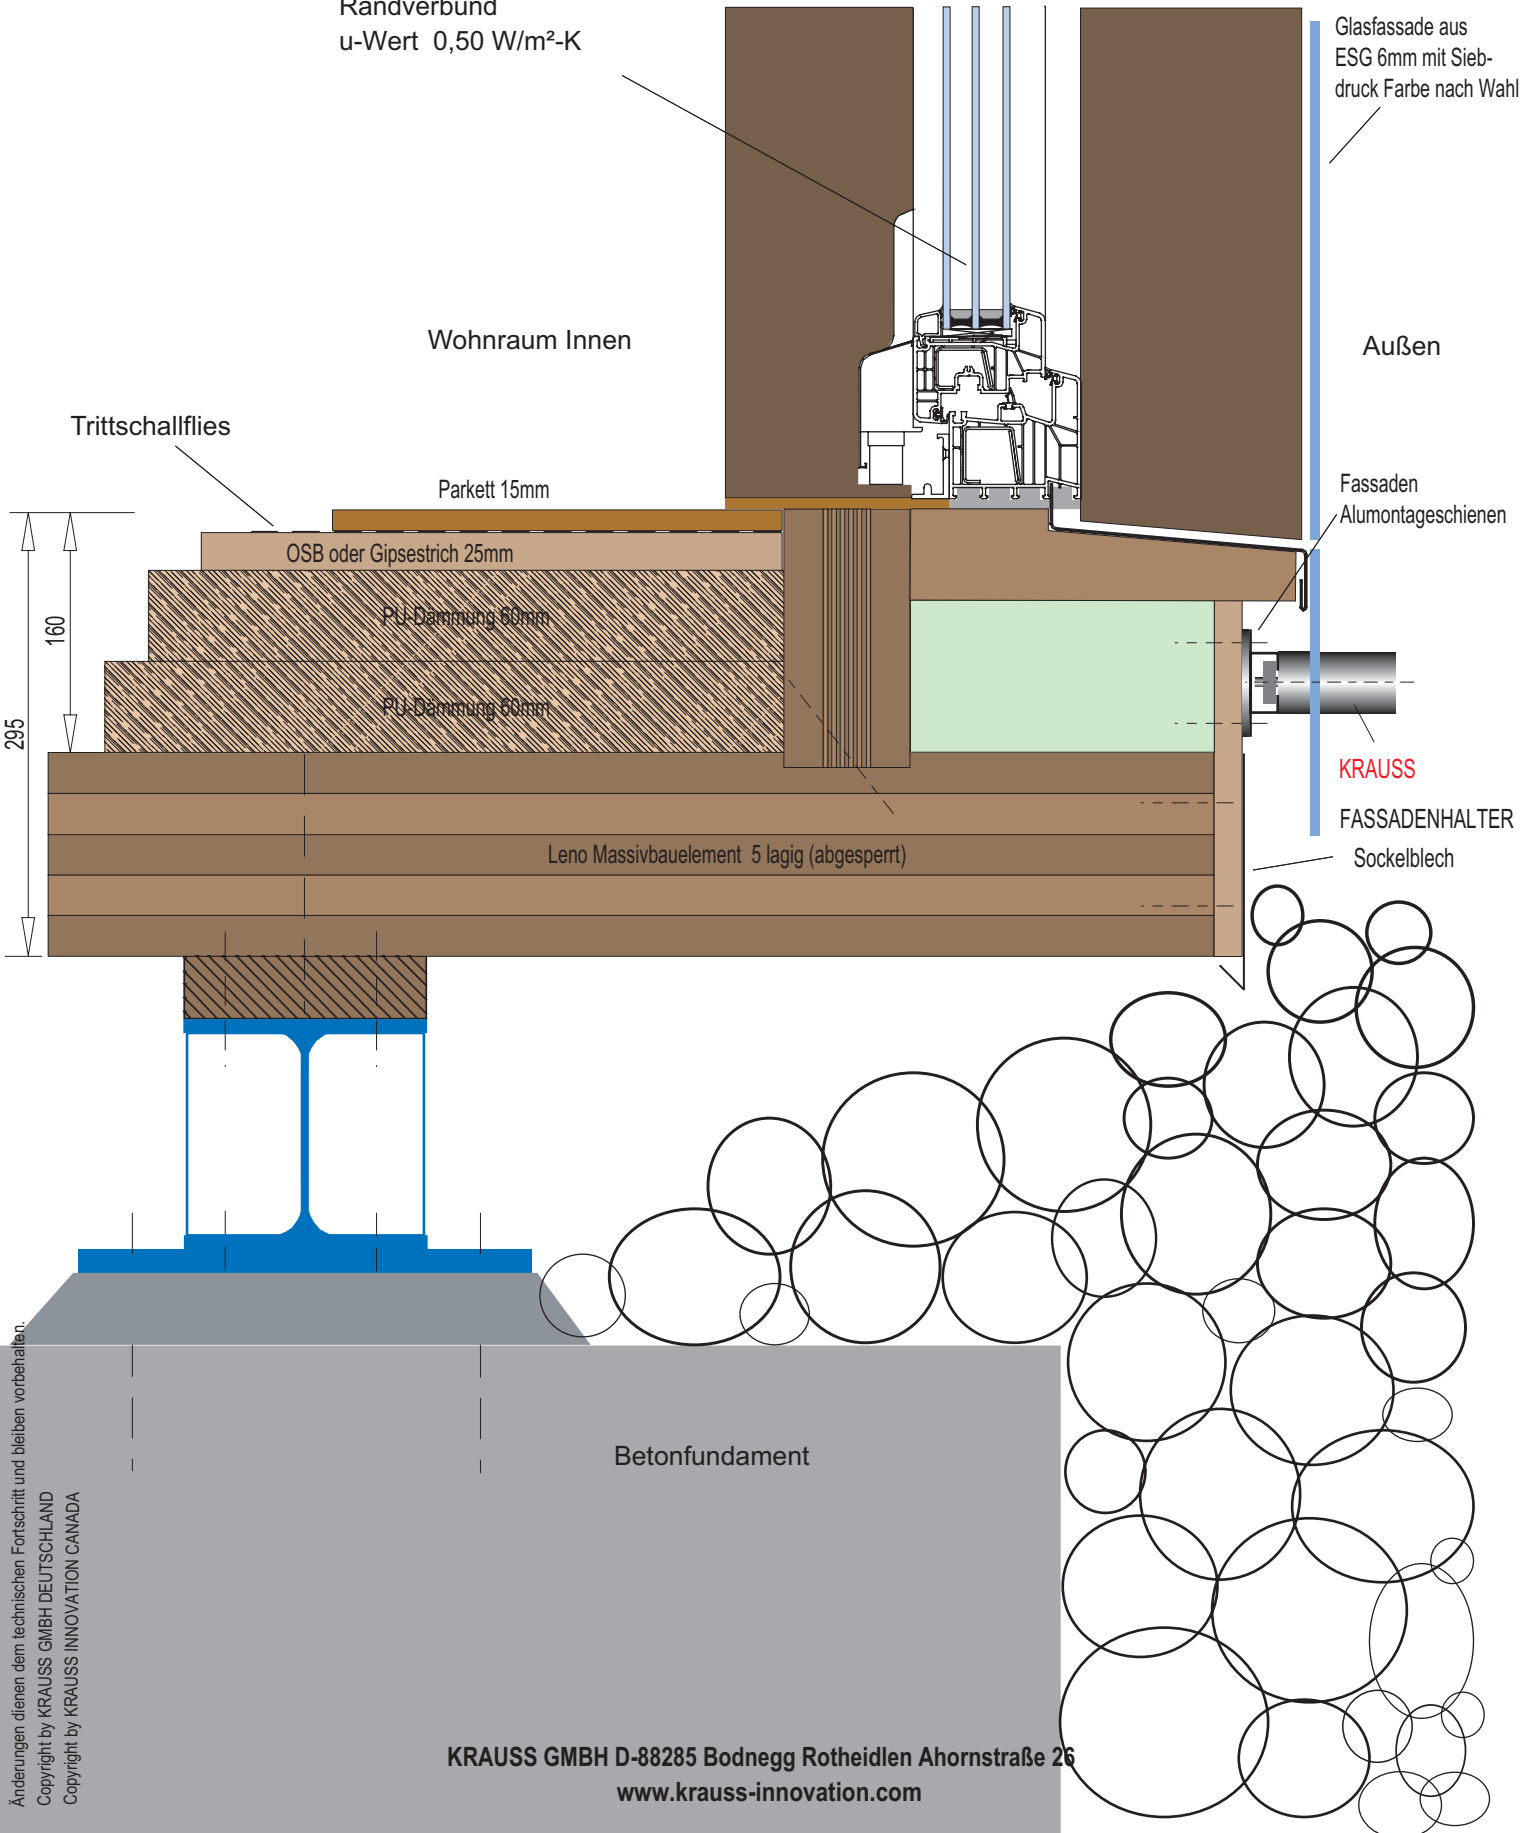 Randverbund
u-Wert 0,50 W/m²-K
Glasfassade aus
ESG 6mm mit Sieb-
druck Farbe nach Wahl
Wohnraum Innen
Außen
Trittschallflies
Parkett 15mm
Fassaden
Alumontageschienen
OSB oder Gipsestrich 25mm
PU-Dämmung 60mm
160
PU-Dämmung 60mm
295
KRAUSS
FASSADENHALTER
Leno Massivbauelement 5 lagig (abgesperrt)
Sockelblech
Betonfundament
Änderungen dienen dem technischen Fortschritt und bleiben vorbehalten.
Copyright by KRAUSS GMBH DEUTSCHLAND
Copyright by KRAUSS INNOVATION CANADA
KRAUSS GMBH D-88285 Bodnegg Rotheidlen Ahornstraße 26
www.krauss-innovation.com